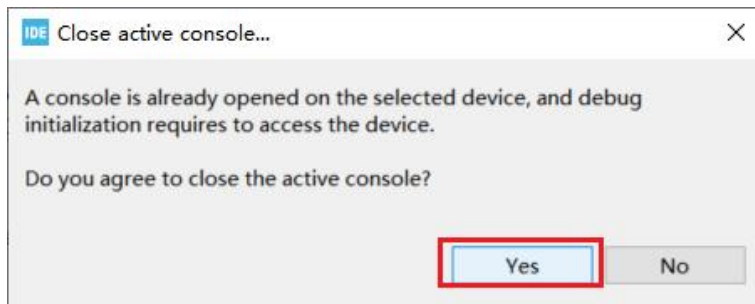 IDE Close active console...
A console is already opened on the selected device, and debug
initialization requires to access the device.
Do you agree to close the active console?
Yes No